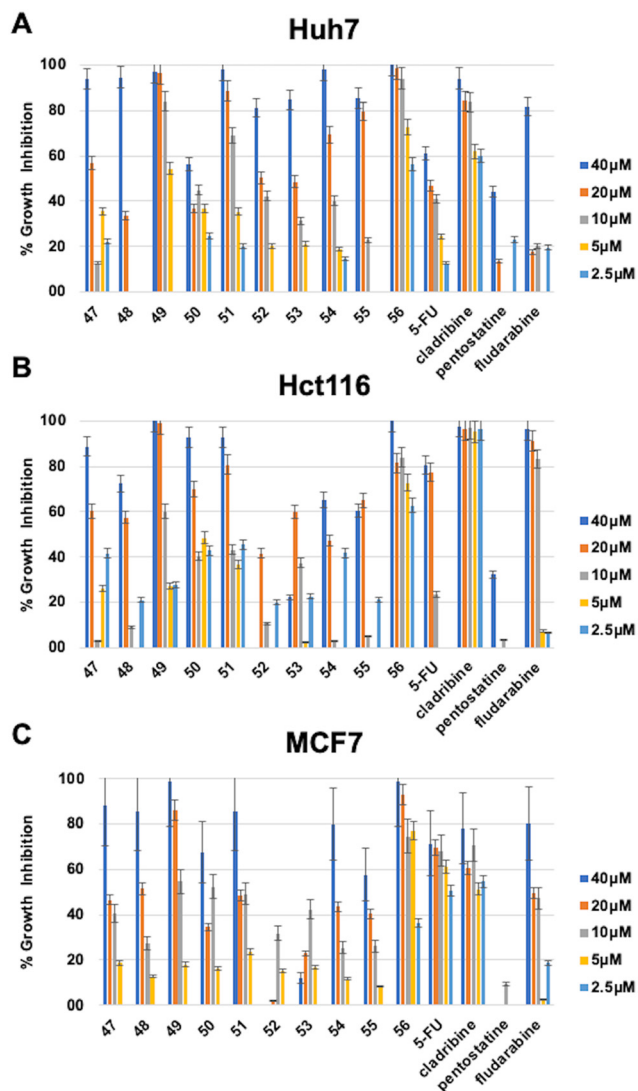 A
Huh7
% Growth Inhibition
100
80
60
40
20
00
47
48
49
50
51
52
53
54
55
56
5-FU
cladribine
pentostatine
fludarabine
40µM
20µM
10µM
5µM
2.5µM
B
Hct116
% Growth Inhibition
100
80
60
40
20
00
47
48
49
50
51
52
53
54
55
56
5-FU
cladribine
pentostatine
fludarabine
40µM
20µM
10µM
5µM
2.5µM
C
MCF7
% Growth Inhibition
100
80
60
40
20
00
47
48
49
50
51
52
53
54
55
56
5-FU
cladribine
pentostatine
fludarabine
40µM
20µM
10µM
5µM
2.5µM